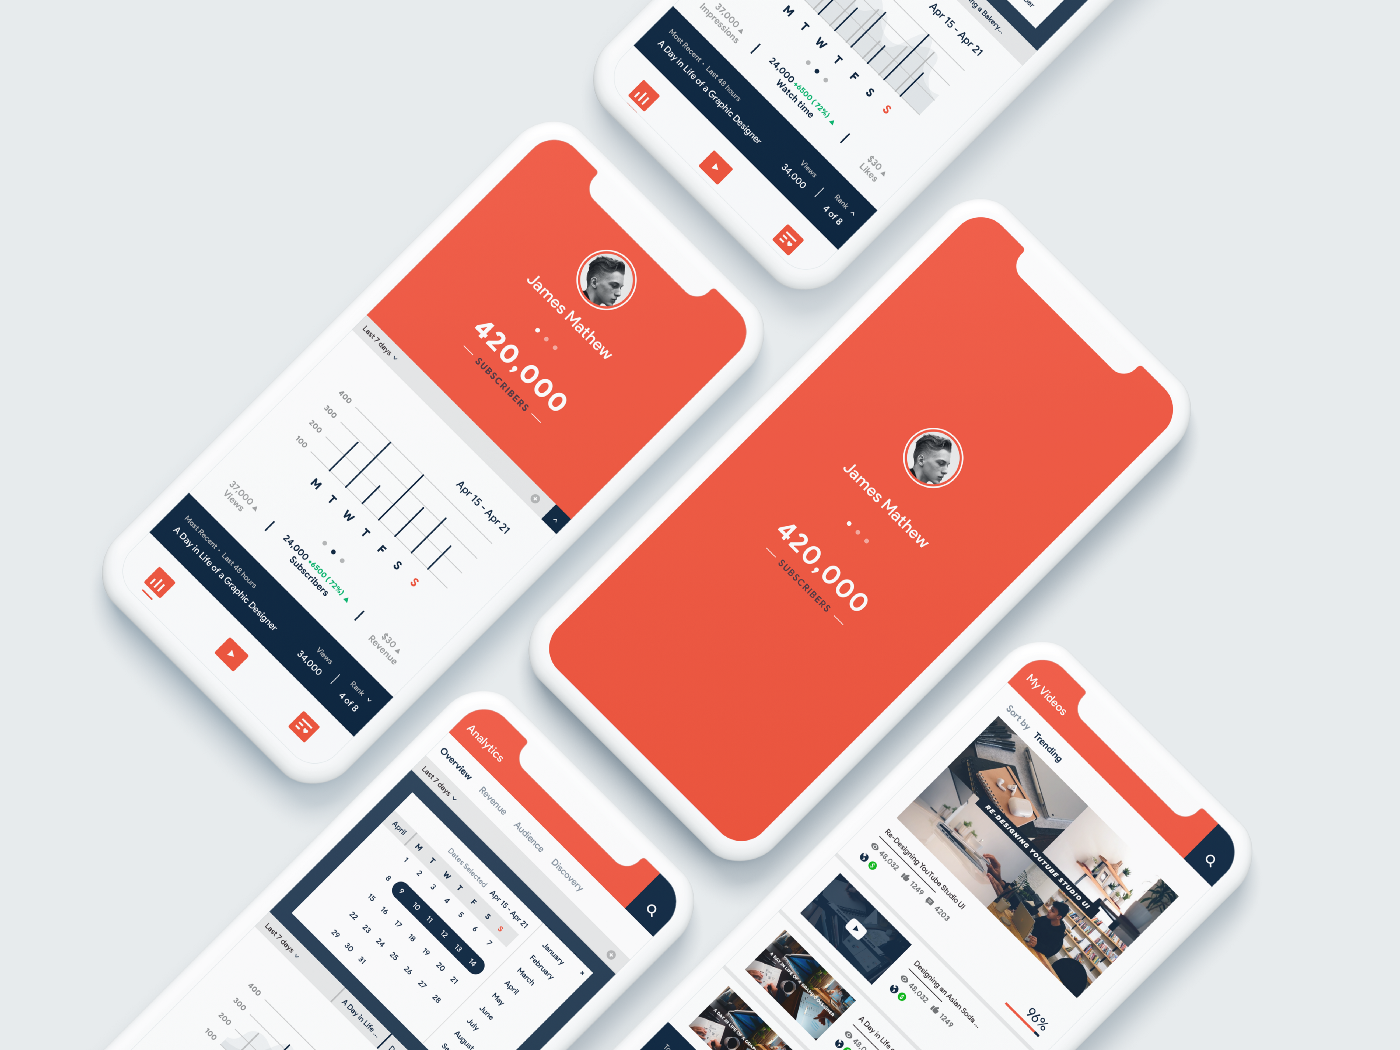 37,000
Impressions
M T W T F S S
Apr 15 - Apr 21
24,000 +6500 (72%)
Watch time
$30
Likes
Most Recent - Last 48 hours
A Day in Life of a Graphic Designer
Views
34,000
Rank
4 of 8
James Mathew
420,000
SUBSCRIBERS
Last 7 days
400
300
200
100
M T W T F S S
Apr 15 - Apr 21
37,000
Views
24,000 +6500 (72%)
Subscribers
$30
Revenue
Most Recent - Last 48 hours
A Day in Life of a Graphic Designer
Views
34,000
Rank
4 of 8
James Mathew
420,000
SUBSCRIBERS
Analytics
Overview Revenue Audience Discovery
Last 7 days
Dates Selected Apr 15 - Apr 21
April
M T W T F S S
1 2 3 4 5 6 7
8 9 10 11 12 13 14
15 16 17 18 19 20 21
22 23 24 25 26 27 28
29 30 31
January
February
March
April
May
June
July
August
Last 7 days
400
300
200
100
A Day in Life ...
My Videos
Sort by Trending
RE-DESIGNING YOUTUBE STUDIO UI
Re-Designing YouTube Studio UI
48,032 1249 4203
96%
Designing an Asian Soda ...
48,032 1249
A DAY IN LIFE OF A GRAPHIC DESIGNER
A Day in Life